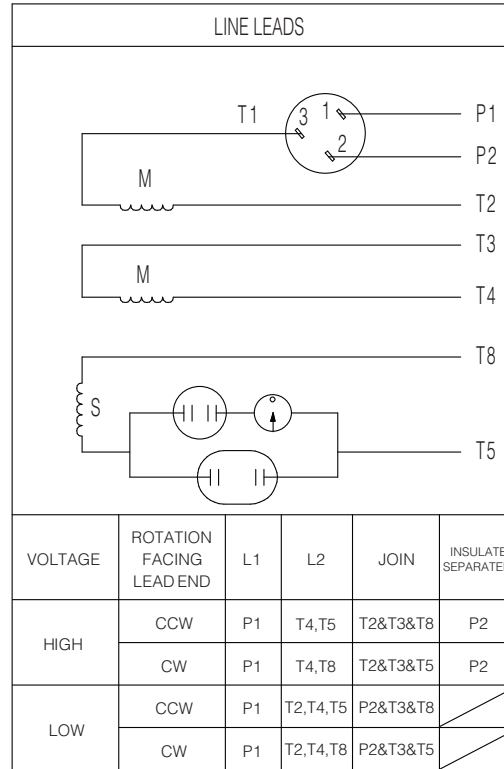 LINE LEADS
T1
3
1
2
P1
P2
M
T2
T3
M
T4
T8
S
T5
VOLTAGE
ROTATION
FACING
LEAD END
L1
L2
JOIN
INSULATE
HIGH
CCW
P1
T4,T5
T2&T3&T8
P2
CW
P1
T4,T8
T2&T3&T5
P2
LOW
CCW
P1
T2,T4,T5
P2&T3&T8
CW
P1
T2,T4,T8
P2&T3&T5